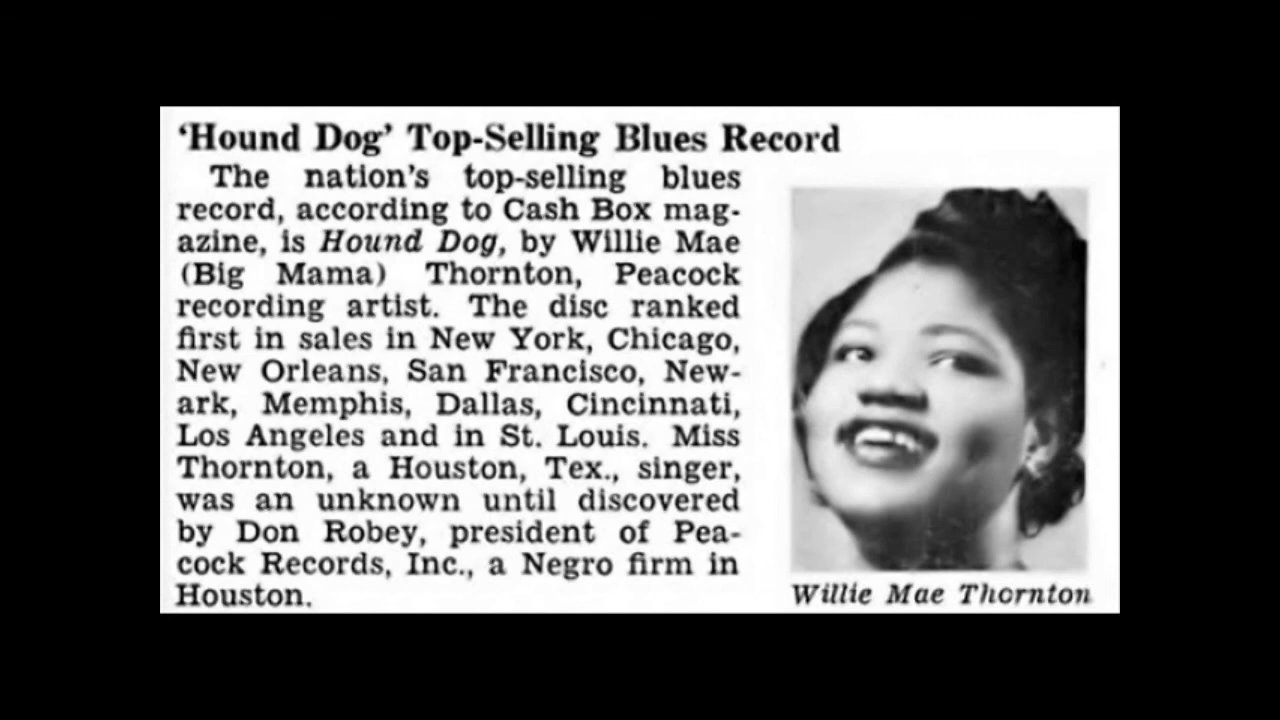 ‘Hound Dog’ Top-Selling Blues Record
The nation’s top-selling blues
record, according to Cash Box mag-
azine, is Hound Dog, by Willie Mae
(Big Mama) Thornton, Peacock
recording artist. The disc ranked
first in sales in New York, Chicago,
New Orleans, San Francisco, New-
ark, Memphis, Dallas, Cincinnati,
Los Angeles and in St. Louis. Miss
Thornton, a Houston, Tex., singer,
was an unknown until discovered
by Don Robey, president of Pea-
cock Records, Inc., a Negro firm in
Houston.
Willie Mae Thornton